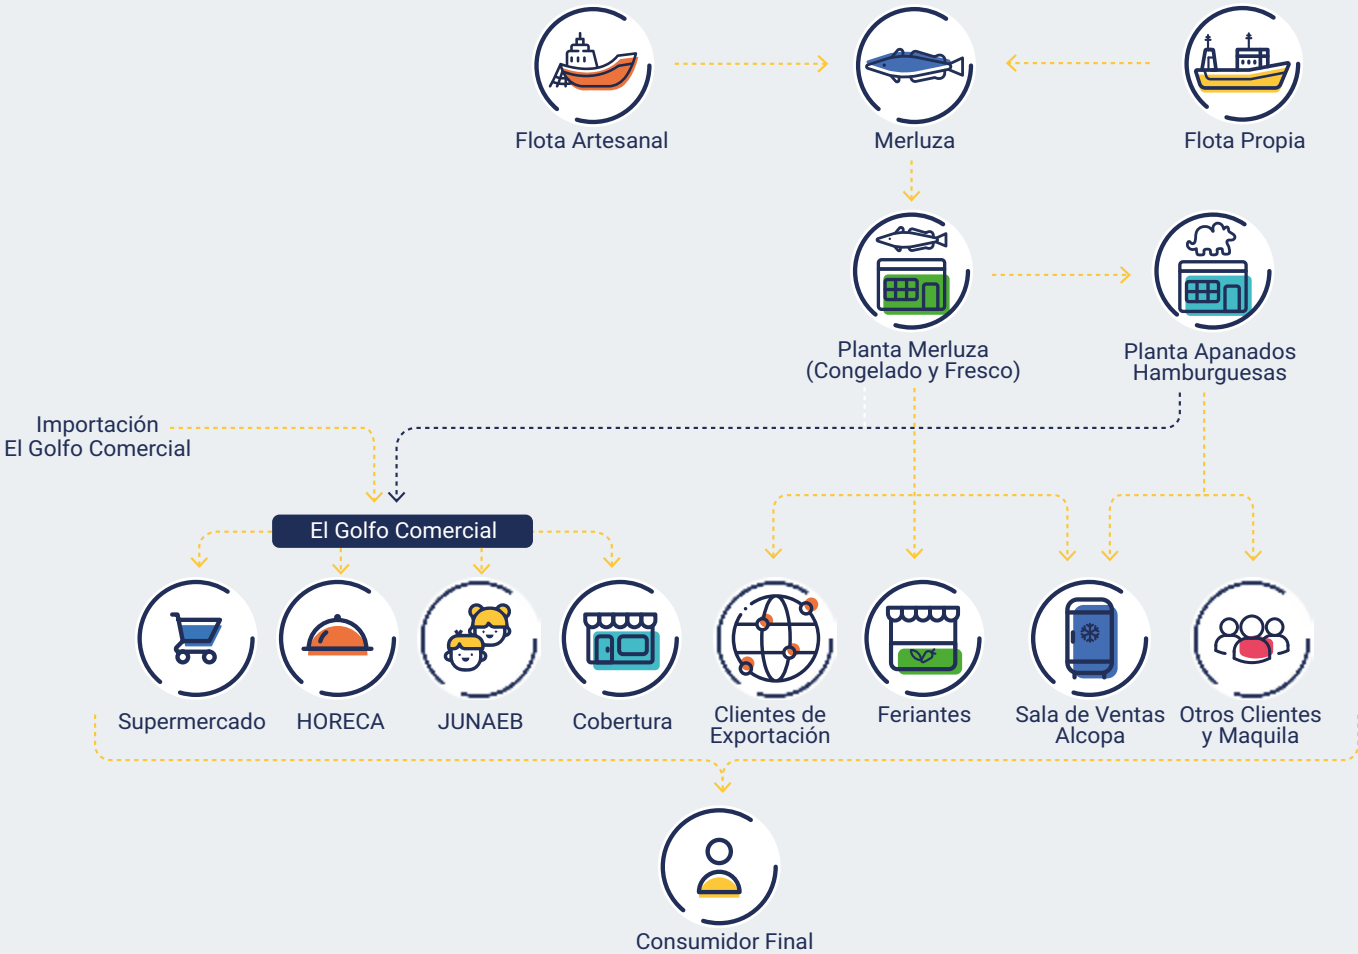 Flota Artesanal
Merluza
Flota Propia
Planta Merluza
(Congelado y Fresco)
Planta Apanados
Hamburguesas
Importación
El Golfo Comercial
El Golfo Comercial
Supermercado
HORECA
JUNAEB
Cobertura
Clientes de
Exportación
Feriantes
Sala de Ventas
Alcopa
Otros Clientes
y Maquila
Consumidor Final